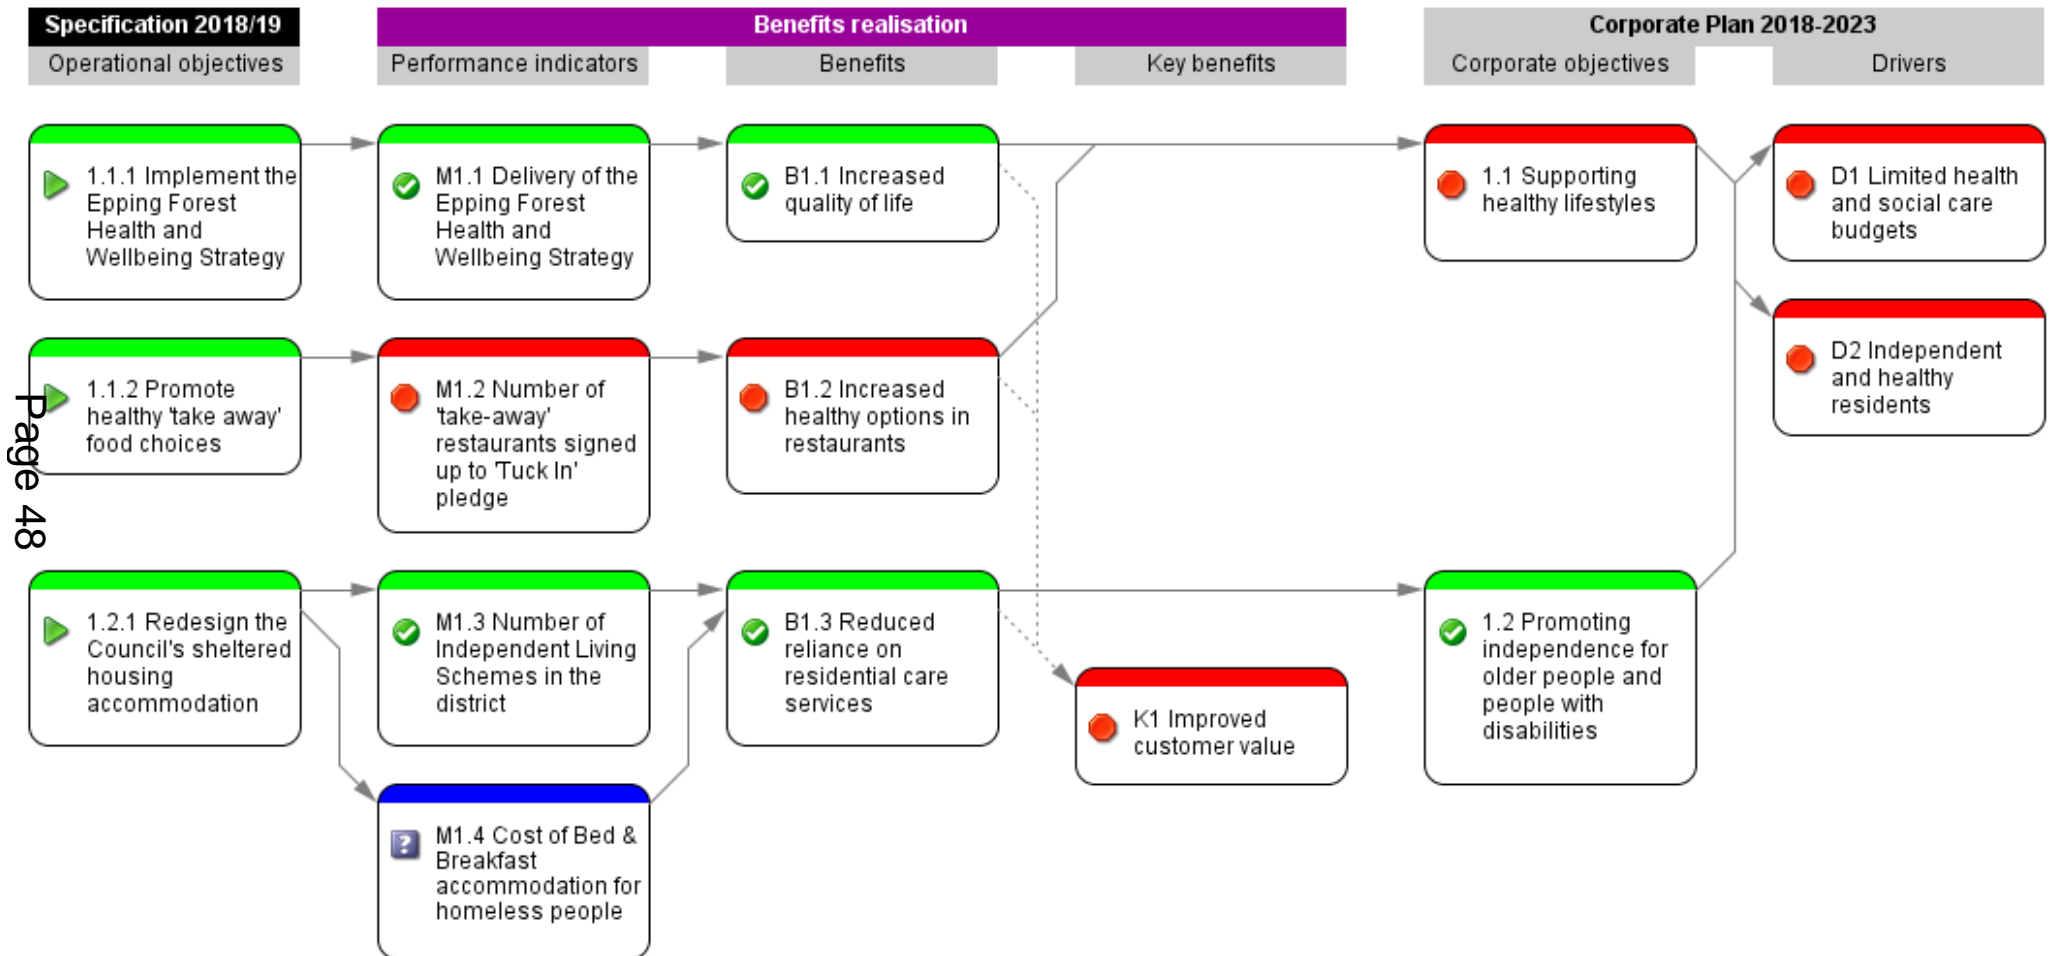 Specification 2018/19
Benefits realisation
Corporate Plan 2018-2023
Operational objectives
Performance indicators
Benefits
Key benefits
Corporate objectives
Drivers
1.1.1 Implement the
Epping Forest
Health and
Wellbeing Strategy
M1.1 Delivery of the
Epping Forest
Health and
Wellbeing Strategy
B1.1 Increased
quality of life
1.1 Supporting
healthy lifestyles
D1 Limited health
and social care
budgets
D2 Independent
and healthy
residents
1.1.2 Promote
healthy 'take away'
food choices
M1.2 Number of
'take-away'
restaurants signed
up to 'Tuck In'
pledge
B1.2 Increased
healthy options in
restaurants
Page 48
1.2.1 Redesign the
Council's sheltered
housing
accommodation
M1.3 Number of
Independent Living
Schemes in the
district
B1.3 Reduced
reliance on
residential care
services
K1 Improved
customer value
1.2 Promoting
independence for
older people and
people with
disabilities
?
M1.4 Cost of Bed &
Breakfast
accommodation for
homeless people